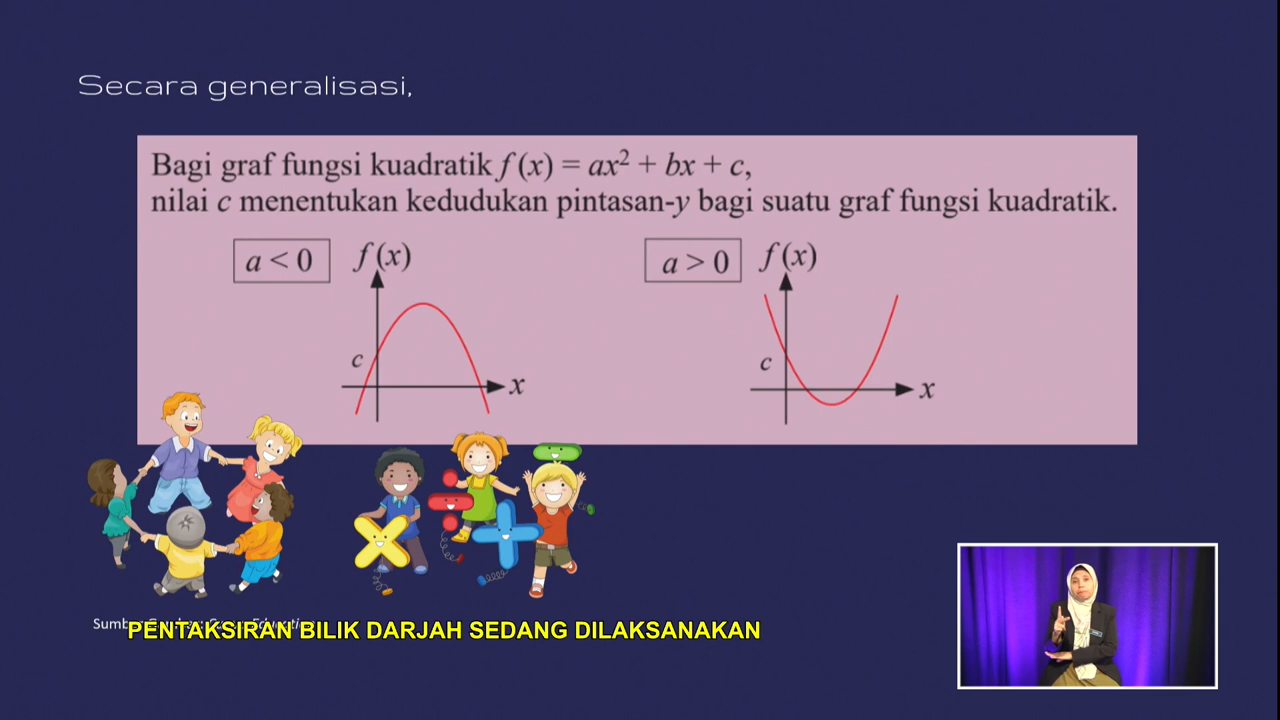 Secara generalisasi,
Bagi graf fungsi kuadratik f(x) = ax² + bx + c,
nilai c menentukan kedudukan pintasan-y bagi suatu graf fungsi kuadratik.
a < 0
f(x)
c
x
a > 0
f(x)
c
x
PENTAKSIRAN BILIK DARJAH SEDANG DILAKSANAKAN